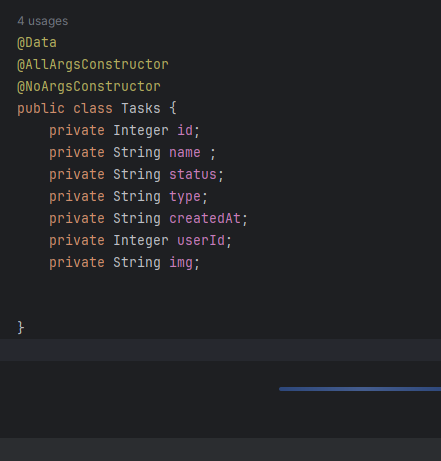 4 usages
@Data
@AllArgsConstructor
@NoArgsConstructor
public class Tasks {
    private Integer id;
    private String name ;
    private String status;
    private String type;
    private String createdAt;
    private Integer userId;
    private String img;
}